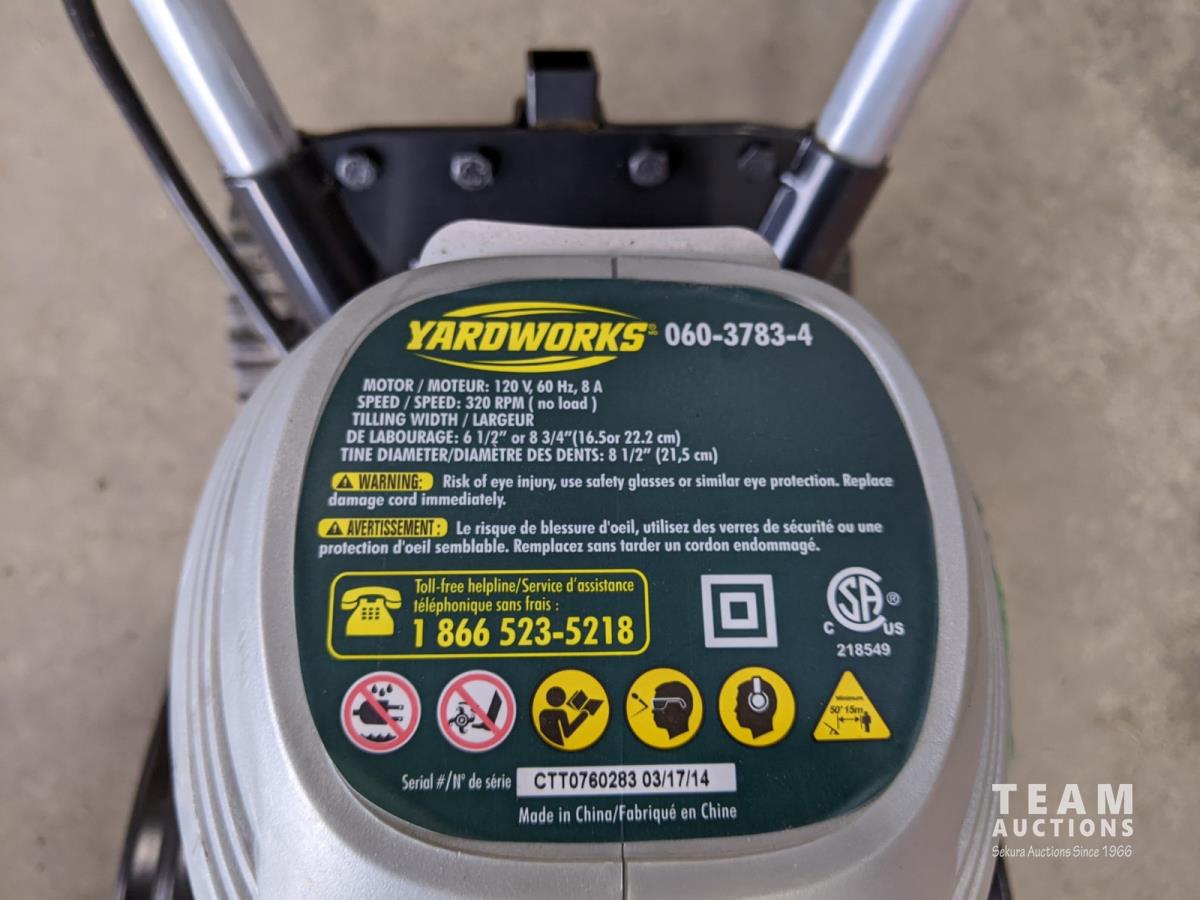 YARDWORKS® MD 060-3783-4
MOTOR / MOTEUR: 120 V, 60 Hz, 8 A
SPEED / SPEED: 320 RPM ( no load )
TILLING WIDTH / LARGEUR
DE LABOURAGE: 6 1/2" or 8 3/4"(16.5or 22.2 cm)
TINE DIAMETER/DIAMÈTRE DES DENTS: 8 1/2" (21,5 cm)
WARNING: Risk of eye injury, use safety glasses or similar eye protection. Replace
damage cord immediately.
AVERTISSEMENT : Le risque de blessure d'oeil, utilisez des verres de sécurité ou une
protection d'oeil semblable. Remplacez sans tarder un cordon endommagé.
Toll-free helpline/Service d'assistance
téléphonique sans frais :
1 866 523-5218
CSA ®
C US
218549
Minimum
50' 15m
Serial #/N° de série CTT0760283 03/17/14
Made in China/Fabriqué en Chine
TEAM
AUCTIONS
Sekura Auctions Since 1966